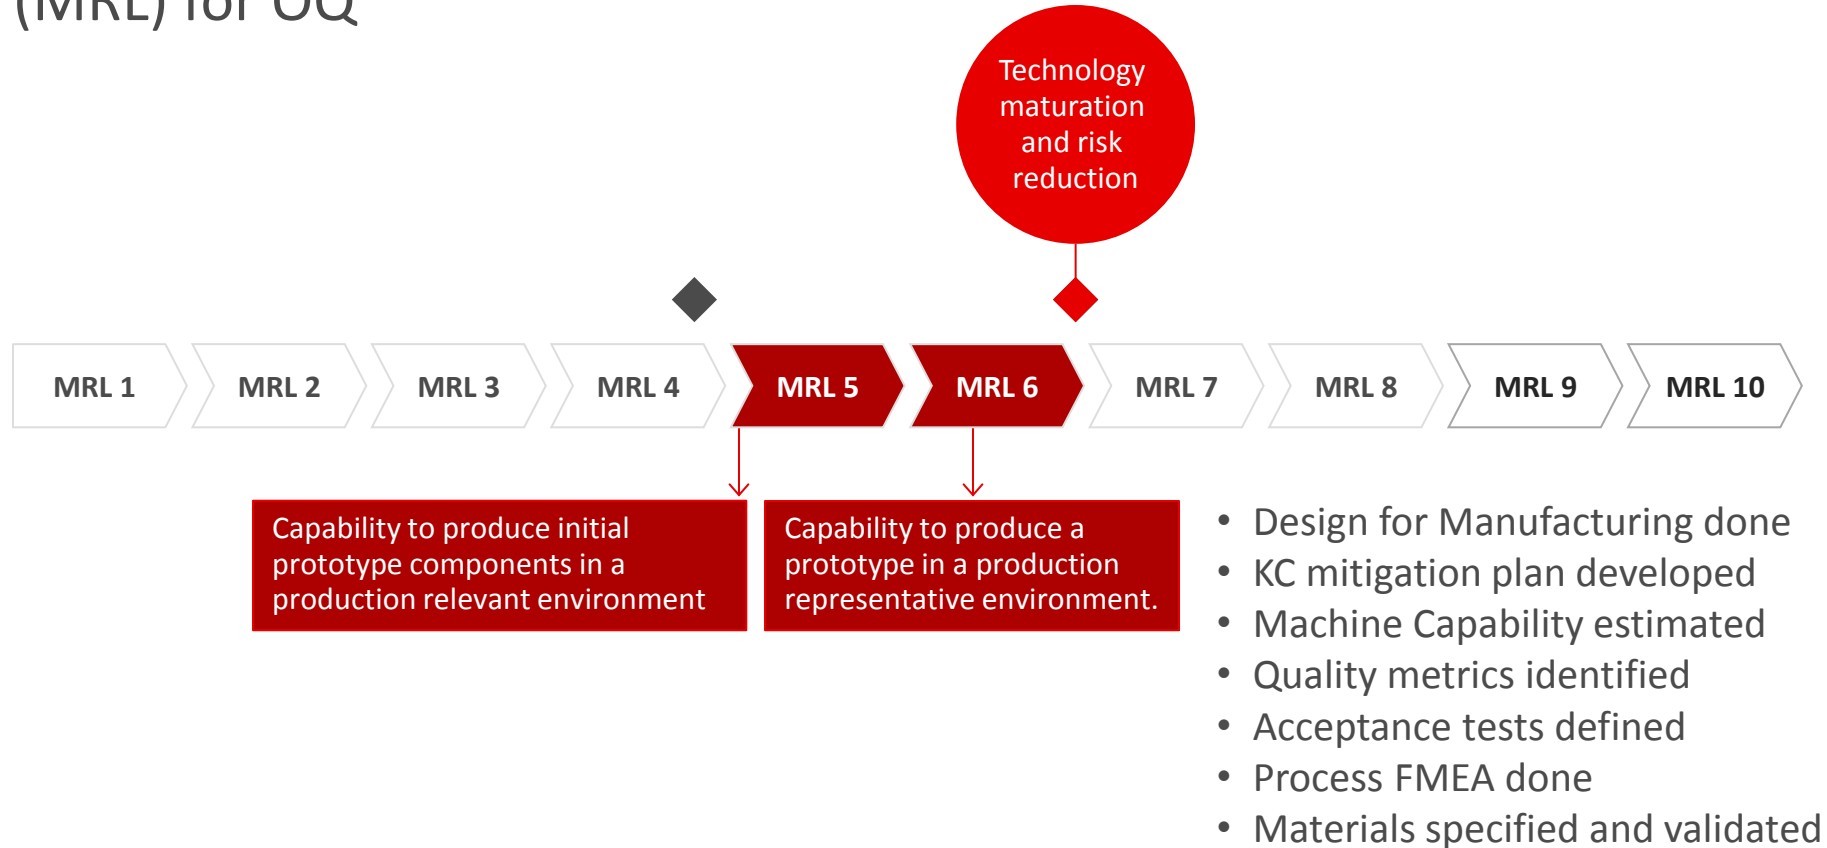 (MRL) for OQ
Technology
maturation
and risk
reduction
MRL 1
MRL 2
MRL 3
MRL 4
MRL 5
MRL 6
MRL 7
MRL 8
MRL 9
MRL 10
Capability to produce initial
prototype components in a
production relevant environment
Capability to produce a
prototype in a production
representative environment.
• Design for Manufacturing done
• KC mitigation plan developed
• Machine Capability estimated
• Quality metrics identified
• Acceptance tests defined
• Process FMEA done
• Materials specified and validated